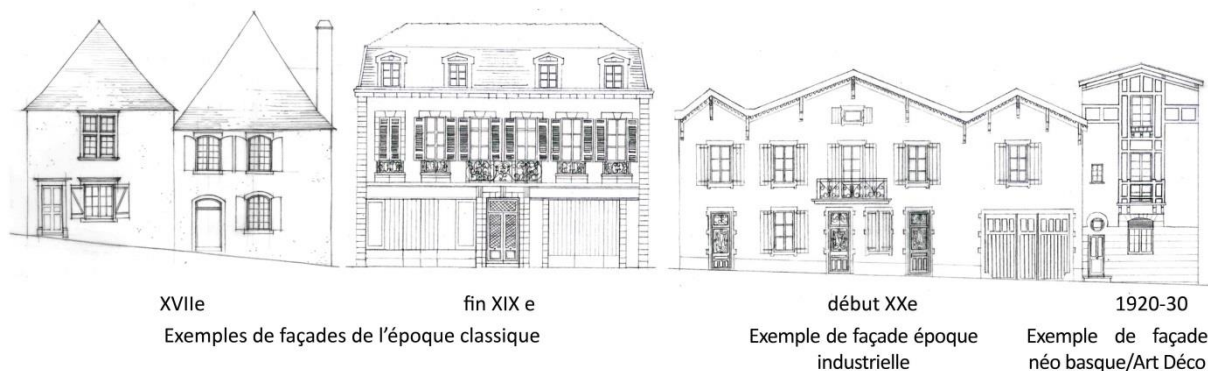 XVIIe
fin XIX e
début XXe
1920-30
Exemples de façades de l’époque classique
Exemple de façade époque
industrielle
Exemple de façade
néo basque/Art Déco